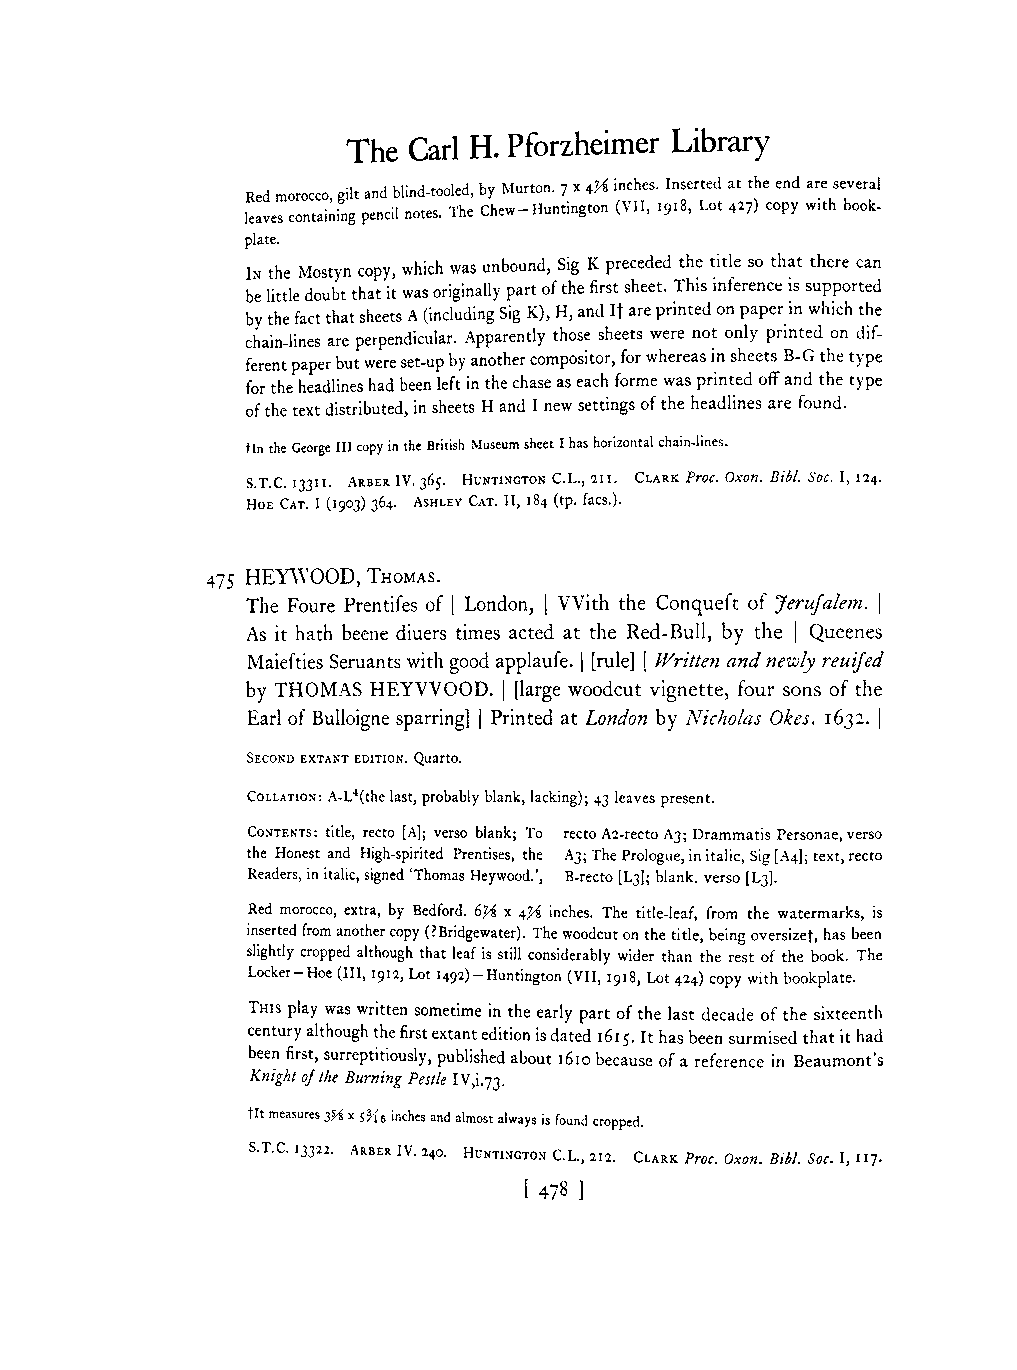 The Carl H. Pforzheimer Library
Red morocco, gilt and blind-tooled, by Murton. 7 x 4⅞ inches. Inserted at the end are several
leaves containing pencil notes. The Chew—Huntington (VII, 1918, Lot 427) copy with book-
plate.
IN the Mostyn copy, which was unbound, Sig K preceded the title so that there can
be little doubt that it was originally part of the first sheet. This inference is supported
by the fact that sheets A (including Sig K), H, and I† are printed on paper in which the
chain-lines are perpendicular. Apparently those sheets were not only printed on dif-
ferent paper but were set-up by another compositor, for whereas in sheets B-G the type
for the headlines had been left in the chase as each forme was printed off and the type
of the text distributed, in sheets H and I new settings of the headlines are found.
†In the George III copy in the British Museum sheet I has horizontal chain-lines.
S.T.C. 13311. ARBER IV. 365. HUNTINGTON C.L., 211. CLARK Proc. Oxon. Bibl. Soc. I, 124.
HOE CAT. I (1903) 364. ASHLEY CAT. II, 184 (tp. facs.).
475 HEYWOOD, THOMAS.
The Foure Prentiſes of | London, | VVith the Conqueſt of Jeruſalem. |
As it hath beene diuers times acted at the Red-Bull, by the | Queenes
Maieſties Seruants with good applauſe. | [rule] | Written and newly reuiſed
by THOMAS HEYVVOOD. | [large woodcut vignette, four sons of the
Earl of Bulloigne sparring] | Printed at London by Nicholas Okes. 1632. |
SECOND EXTANT EDITION. Quarto.
COLLATION: A-L⁴(the last, probably blank, lacking); 43 leaves present.
CONTENTS: title, recto [A]; verso blank; To
the Honest and High-spirited Prentises, the
Readers, in italic, signed 'Thomas Heywood.',
recto A2-recto A3; Drammatis Personae, verso
A3; The Prologue, in italic, Sig [A4]; text, recto
B-recto [L3]; blank, verso [L3].
Red morocco, extra, by Bedford. 6⅞ x 4⅞ inches. The title-leaf, from the watermarks, is
inserted from another copy (?Bridgewater). The woodcut on the title, being oversize†, has been
slightly cropped although that leaf is still considerably wider than the rest of the book. The
Locker—Hoe (III, 1912, Lot 1492)—Huntington (VII, 1918, Lot 424) copy with bookplate.
THIS play was written sometime in the early part of the last decade of the sixteenth
century although the first extant edition is dated 1615. It has been surmised that it had
been first, surreptitiously, published about 1610 because of a reference in Beaumont's
Knight of the Burning Pestle IV,i.73.
†It measures 3⅝ x 5³⁄₁₆ inches and almost always is found cropped.
S.T.C. 13322. ARBER IV. 240. HUNTINGTON C.L., 212. CLARK Proc. Oxon. Bibl. Soc. I, 117.
[ 478 ]